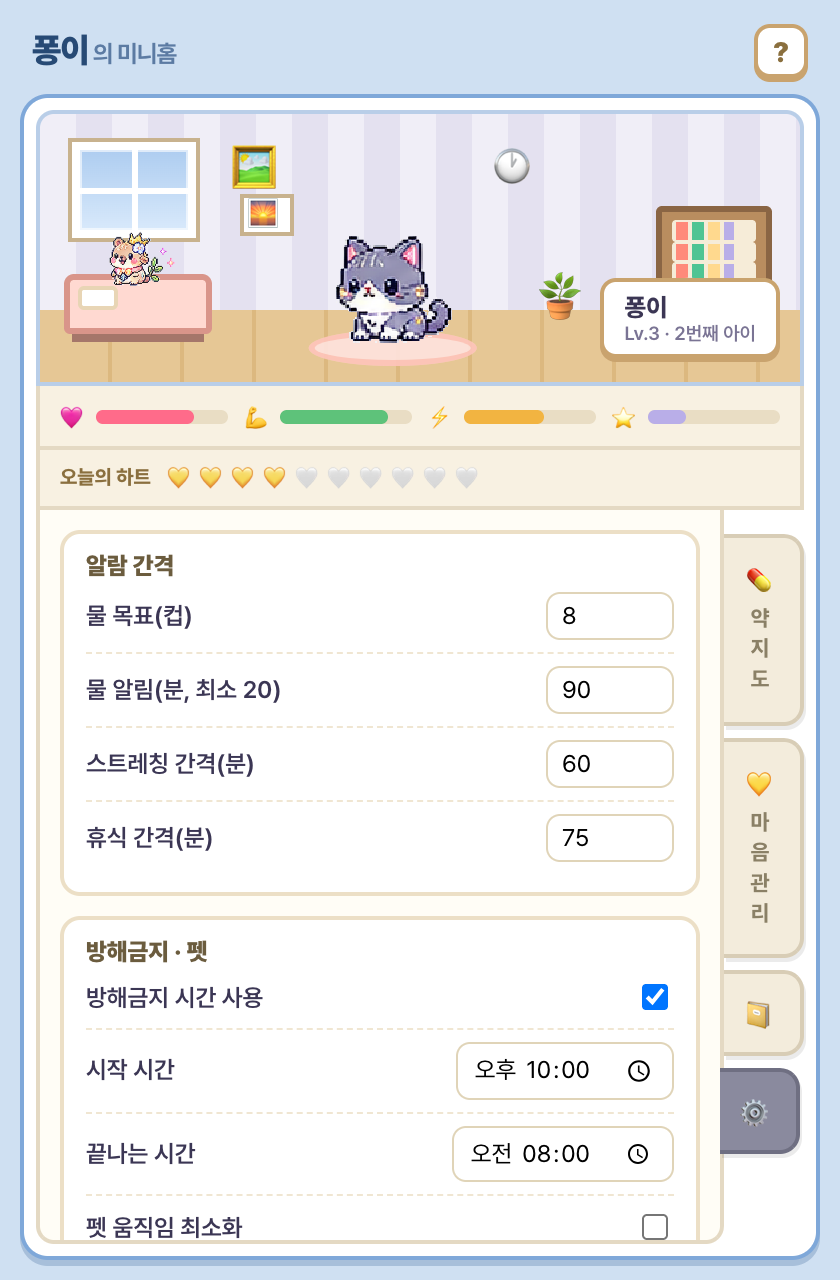 퐁이의 미니홈
?
퐁이
Lv.3 · 2번째 아이
오늘의 하트
알람 간격
물 목표(컵) 8
물 알림(분, 최소 20) 90
스트레칭 간격(분) 60
휴식 간격(분) 75
방해금지 · 펫
방해금지 시간 사용
시작 시간 오후 10:00
끝나는 시간 오전 08:00
펫 움직임 최소화
약지도
마음관리